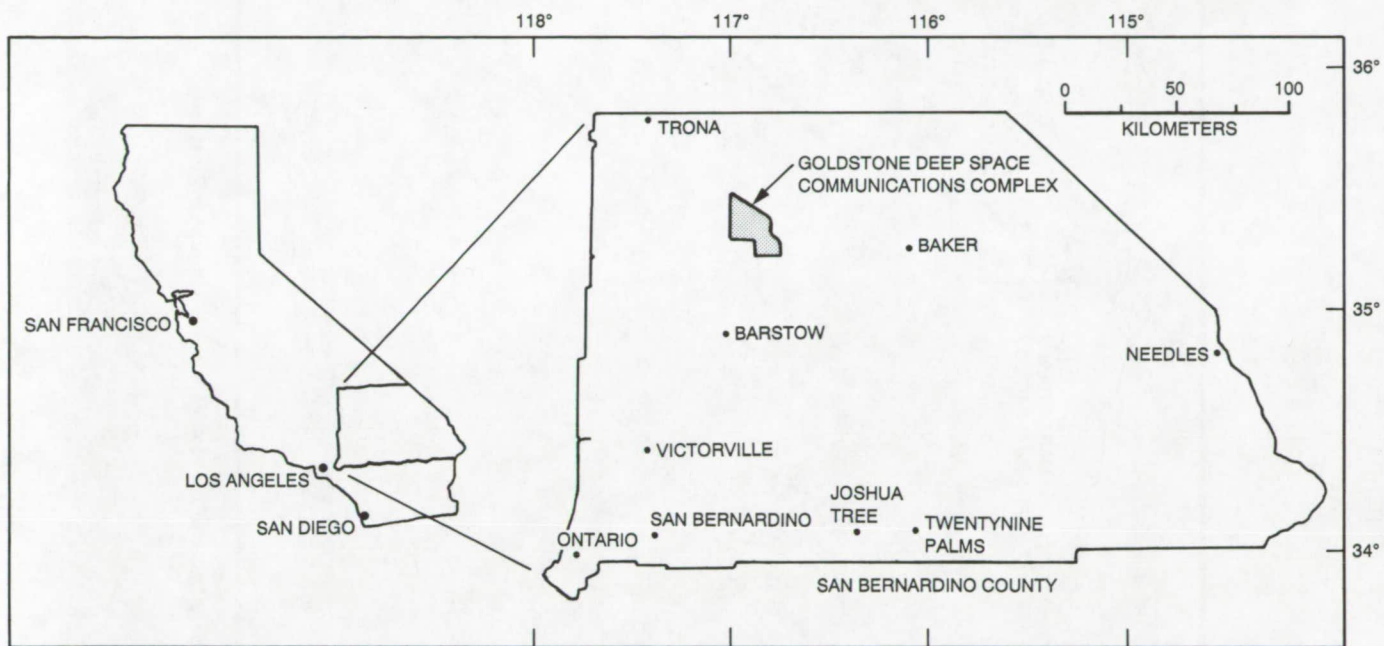 118° 117° 116° 115°
36°
0 50 100
KILOMETERS
TRONA
GOLDSTONE DEEP SPACE
COMMUNICATIONS COMPLEX
BAKER
35°
SAN FRANCISCO
BARSTOW
NEEDLES
VICTORVILLE
LOS ANGELES
JOSHUA
TREE
SAN DIEGO
SAN BERNARDINO
TWENTYNINE
PALMS
ONTARIO
34°
SAN BERNARDINO COUNTY